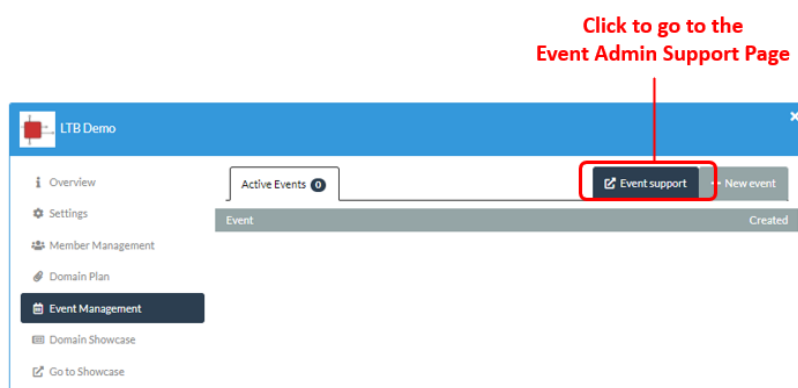 Click to go to the
Event Admin Support Page
LTB Demo
Overview
Settings
Member Management
Domain Plan
Event Management
Domain Showcase
Go to Showcase
Active Events 0
Event support
New event
Event
Created